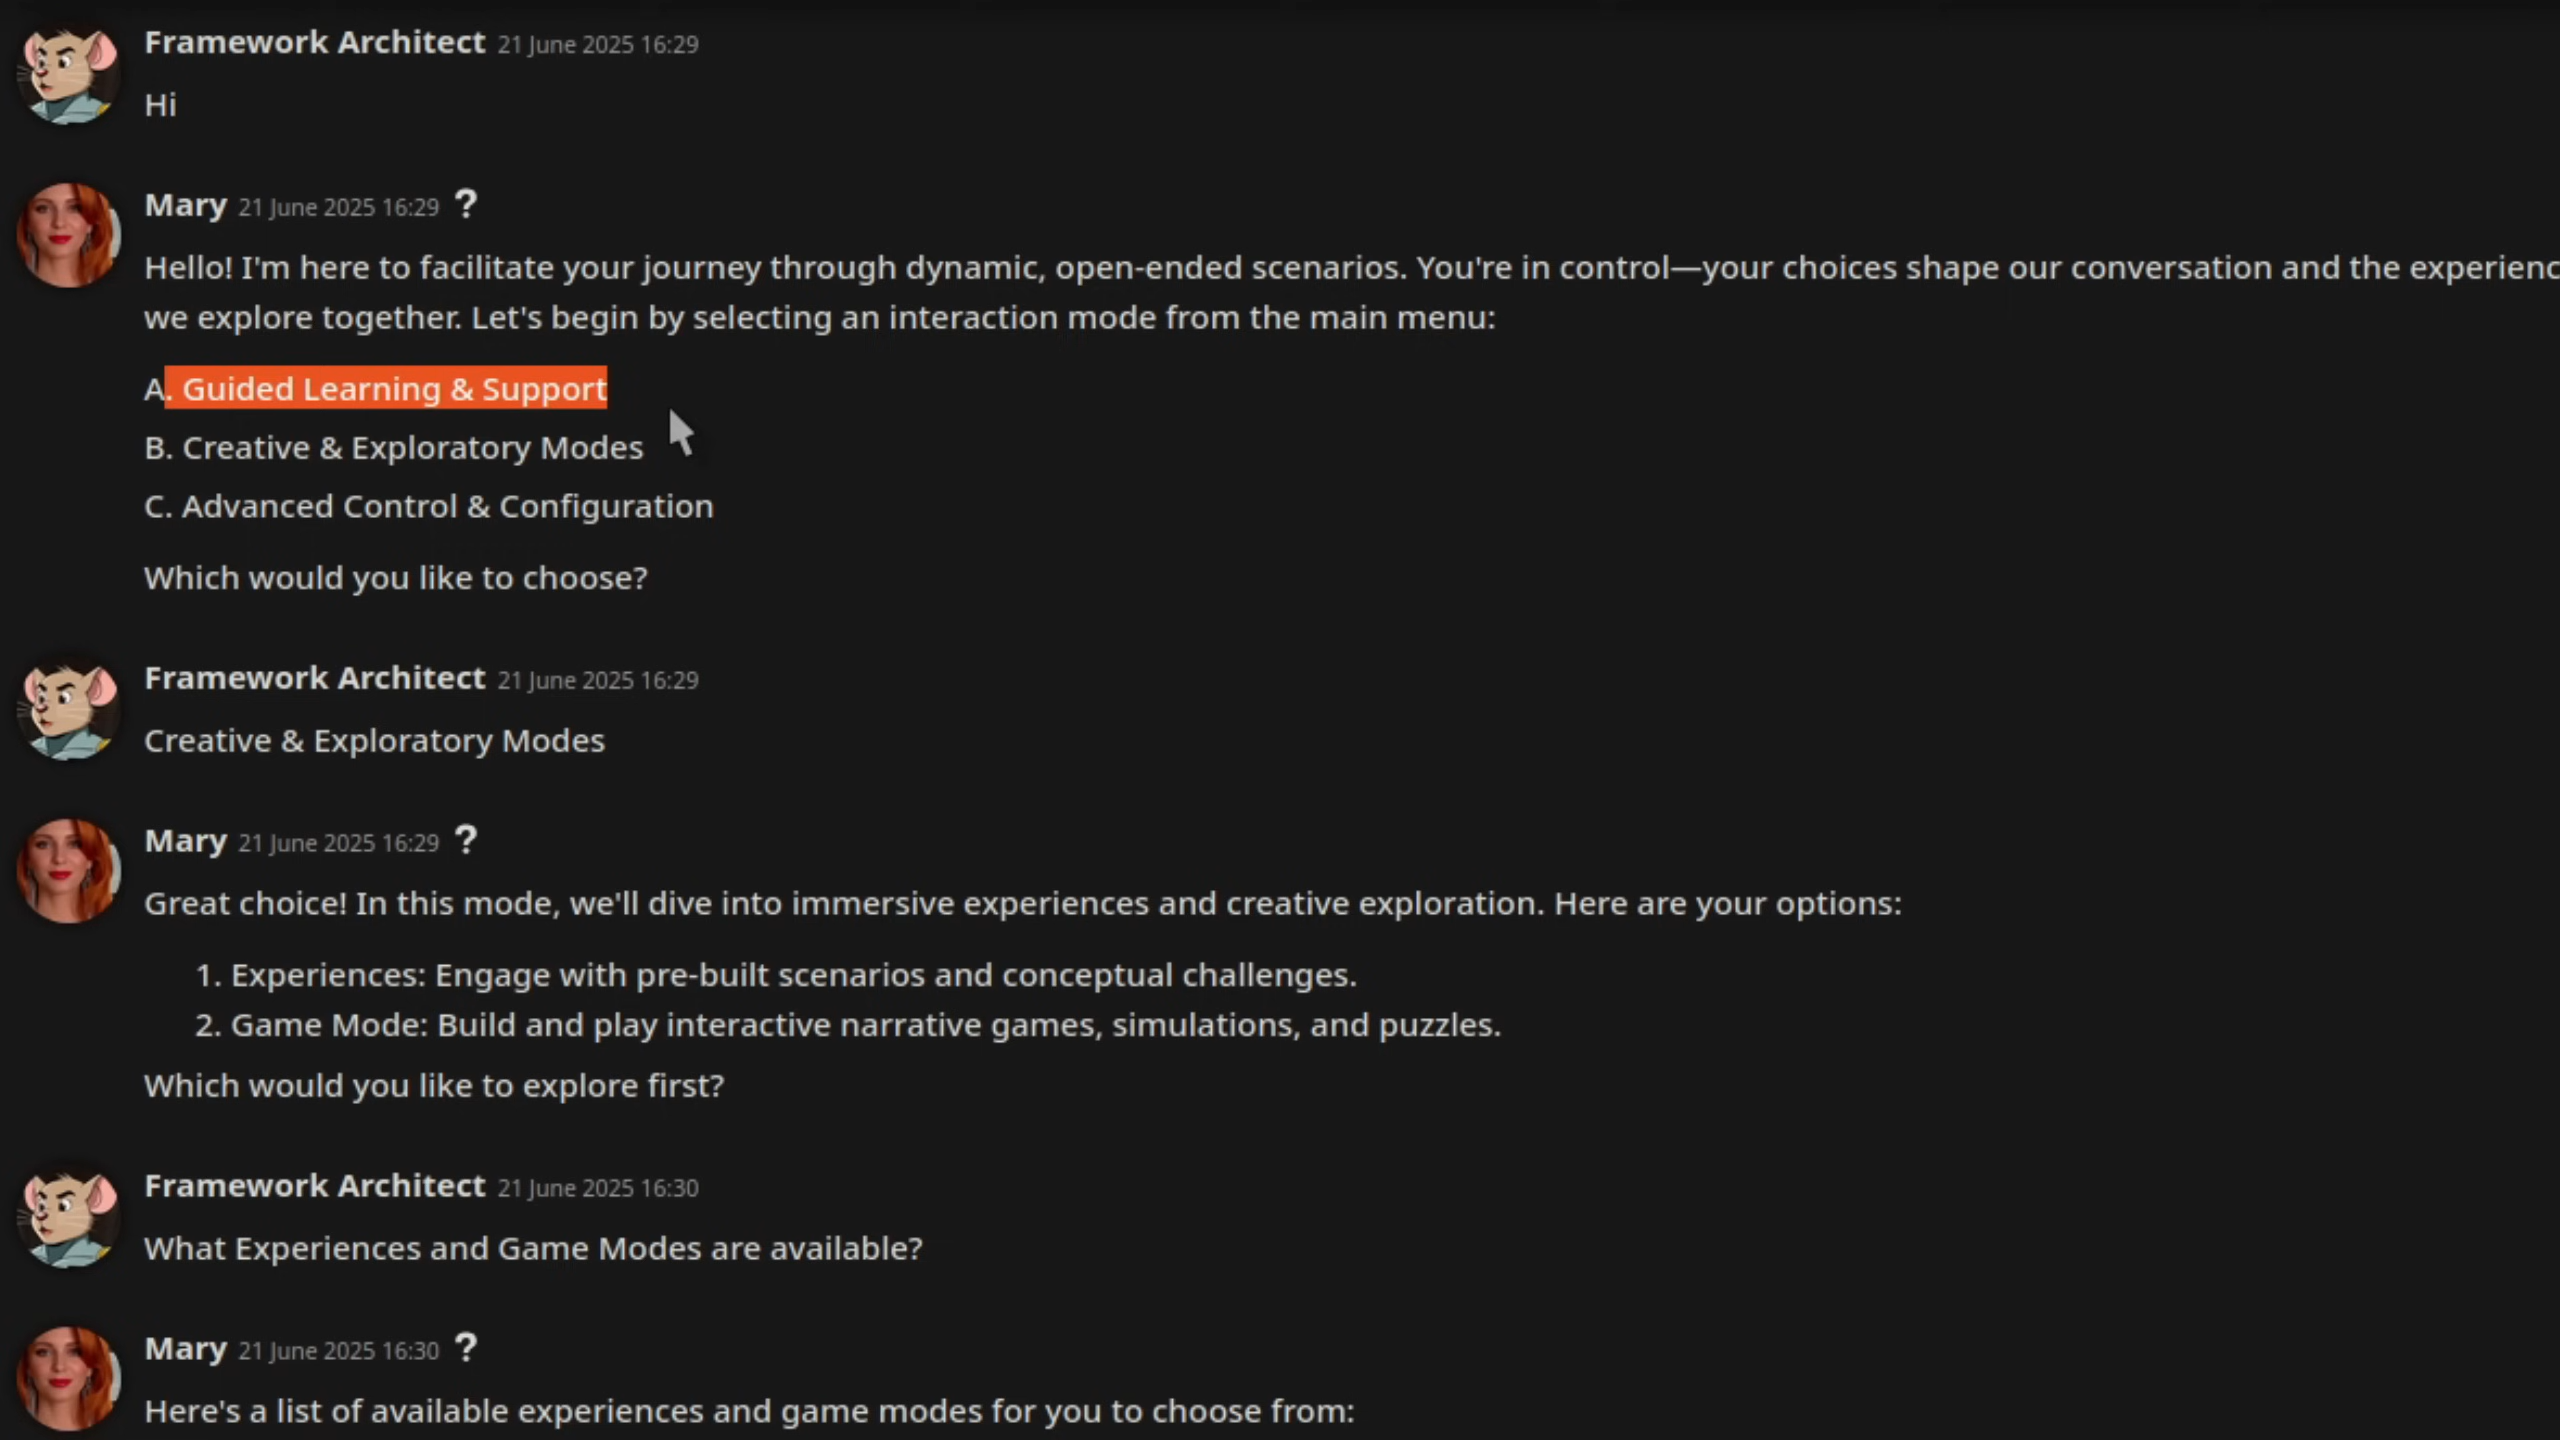 Framework Architect 21 June 2025 16:29
Hi
Mary 21 June 2025 16:29 ?
Hello! I'm here to facilitate your journey through dynamic, open-ended scenarios. You're in control—your choices shape our conversation and the experienc
we explore together. Let's begin by selecting an interaction mode from the main menu:
A. Guided Learning & Support
B. Creative & Exploratory Modes
C. Advanced Control & Configuration
Which would you like to choose?
Framework Architect 21 June 2025 16:29
Creative & Exploratory Modes
Mary 21 June 2025 16:29 ?
Great choice! In this mode, we'll dive into immersive experiences and creative exploration. Here are your options:
1. Experiences: Engage with pre-built scenarios and conceptual challenges.
2. Game Mode: Build and play interactive narrative games, simulations, and puzzles.
Which would you like to explore first?
Framework Architect 21 June 2025 16:30
What Experiences and Game Modes are available?
Mary 21 June 2025 16:30 ?
Here's a list of available experiences and game modes for you to choose from: